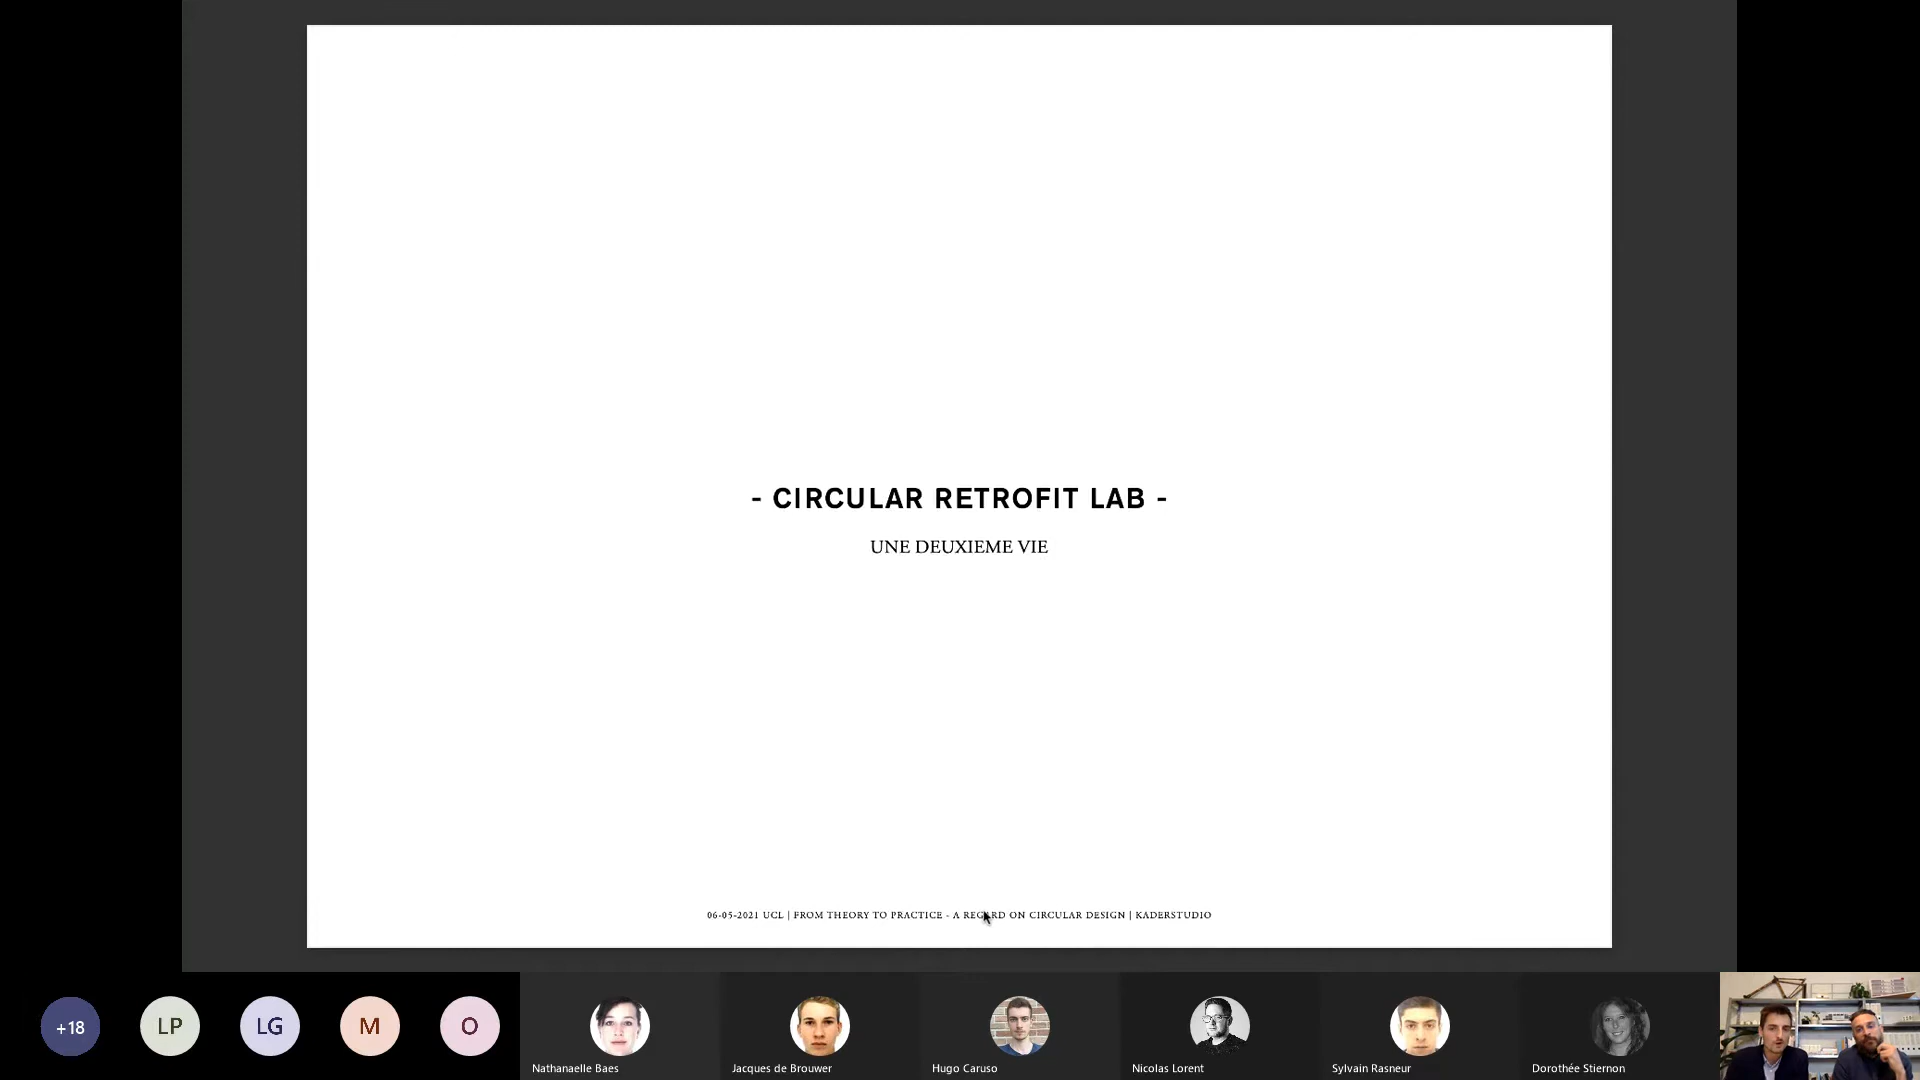 - CIRCULAR RETROFIT LAB -
UNE DEUXIEME VIE
06-05-2021 UCL | FROM THEORY TO PRACTICE - A REGARD ON CIRCULAR DESIGN | KADERSTUDIO
+18
LP
LG
M
O
Nathanaelle Baes
Jacques de Brouwer
Hugo Caruso
Nicolas Lorent
Sylvain Rasneur
Dorothée Stiernon